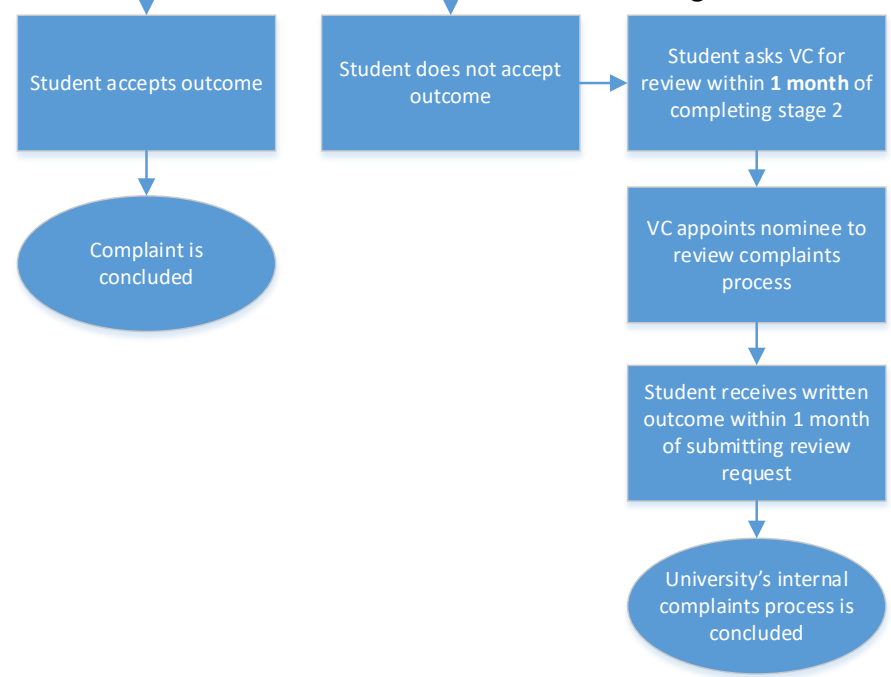 Student accepts outcome
Student does not accept
outcome
Student asks VC for
review within 1 month of
completing stage 2
Complaint is
concluded
VC appoints nominee to
review complaints
process
Student receives written
outcome within 1 month
of submitting review
request
University’s internal
complaints process is
concluded